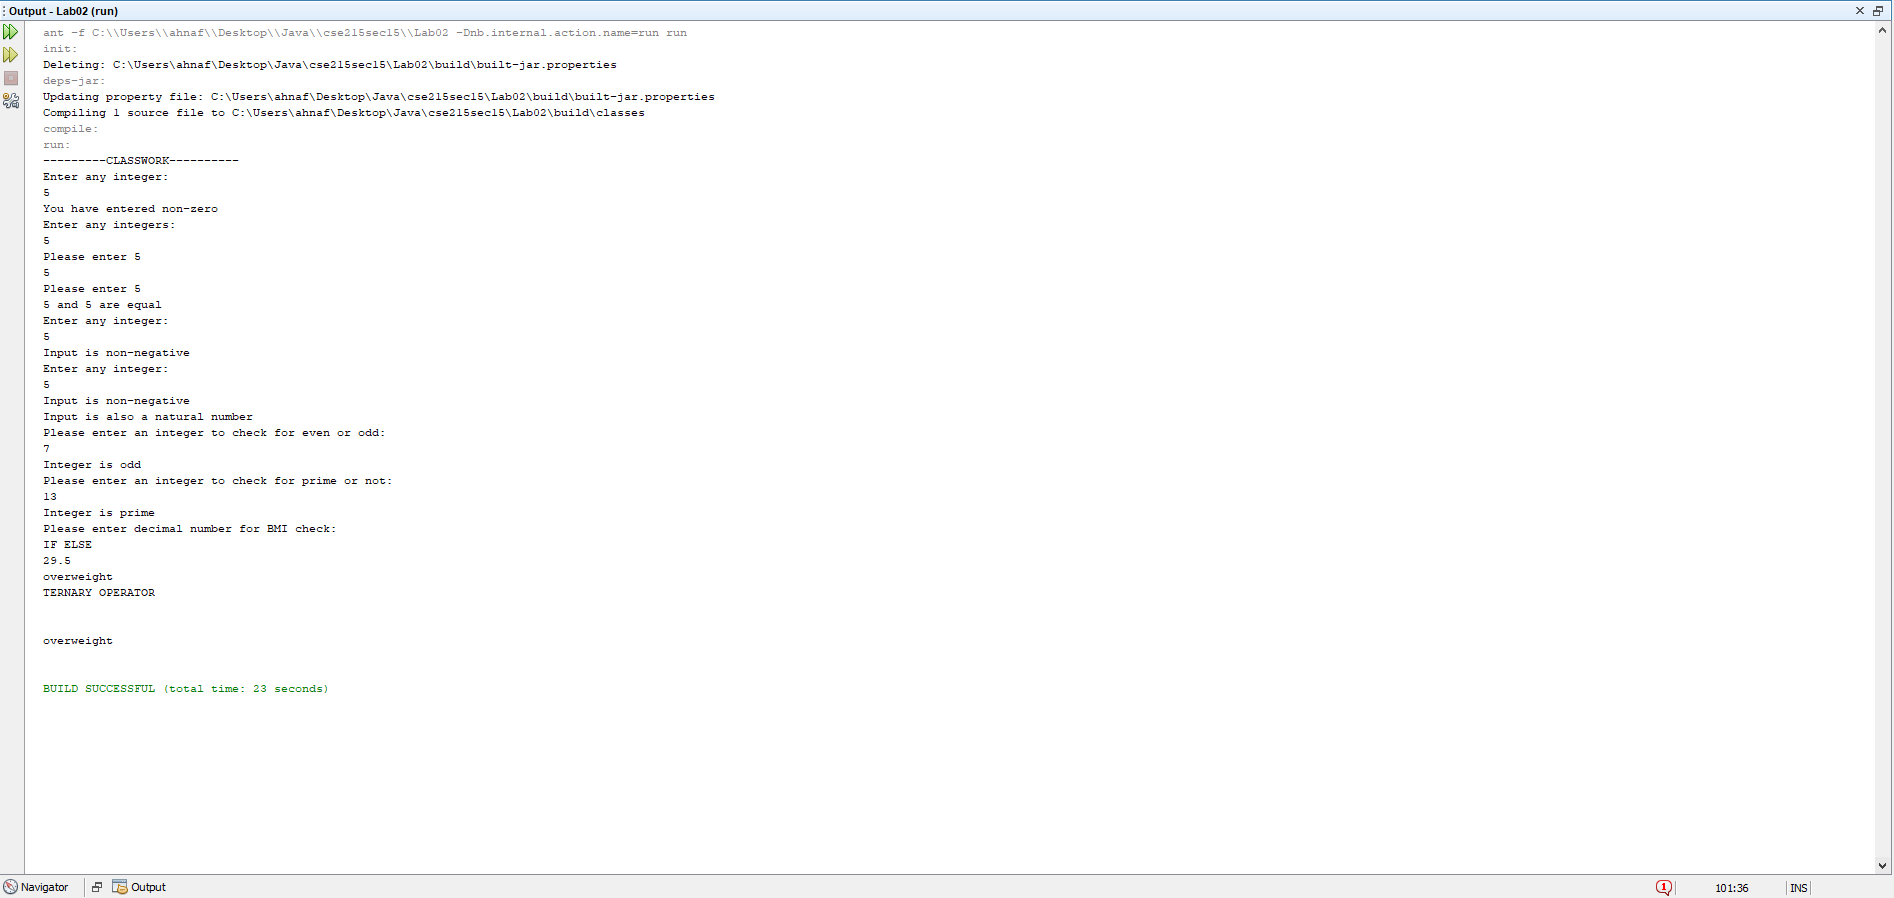 Output - Lab02 (run)
ant -f C:\\Users\\ahnaf\\Desktop\\Java\\cse215sec15\\Lab02 -Dnb.internal.action.name=run run
init:
Deleting: C:\Users\ahnaf\Desktop\Java\cse215sec15\Lab02\build\built-jar.properties
deps-jar:
Updating property file: C:\Users\ahnaf\Desktop\Java\cse215sec15\Lab02\build\built-jar.properties
Compiling 1 source file to C:\Users\ahnaf\Desktop\Java\cse215sec15\Lab02\build\classes
compile:
run:
---------CLASSWORK----------
Enter any integer:
5
You have entered non-zero
Enter any integers:
5
Please enter 5
5
Please enter 5
5 and 5 are equal
Enter any integer:
5
Input is non-negative
Enter any integer:
5
Input is non-negative
Input is also a natural number
Please enter an integer to check for even or odd:
7
Integer is odd
Please enter an integer to check for prime or not:
13
Integer is prime
Please enter decimal number for BMI check:
IF ELSE
29.5
overweight
TERNARY OPERATOR
overweight
BUILD SUCCESSFUL (total time: 23 seconds)
Navigator Output 1 101:36 INS